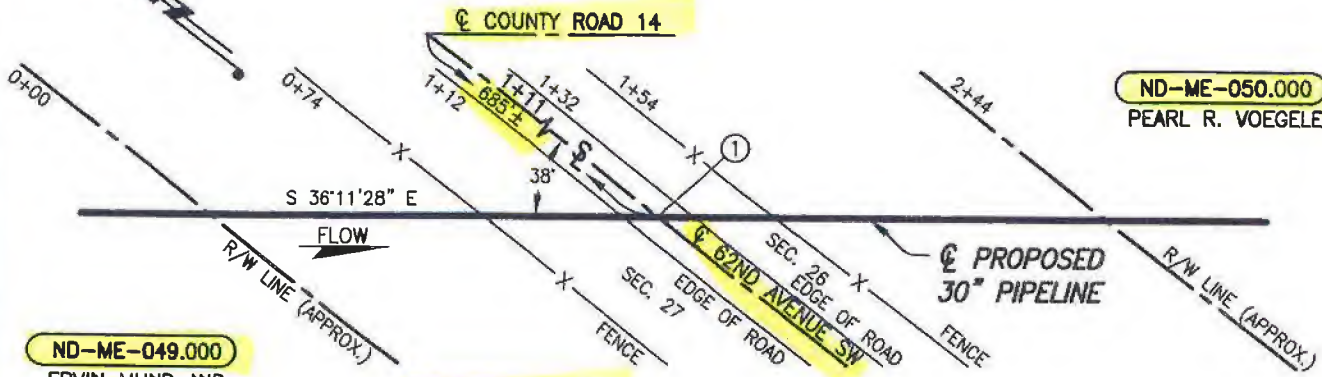 ℄ COUNTY ROAD 14
0+00
0+74
1+12
685'±
1+11
1+32
1+54
2+44
ND-ME-050.000
PEARL R. VOEGELE
1
38°
S 36°11'28" E
FLOW
℄ PROPOSED
30" PIPELINE
R/W LINE (APPROX.)
FENCE
SEC. 27
EDGE OF ROAD
℄ 62ND AVENUE SW
SEC. 26
EDGE OF ROAD
FENCE
R/W LINE (APPROX.)
ND-ME-049.000